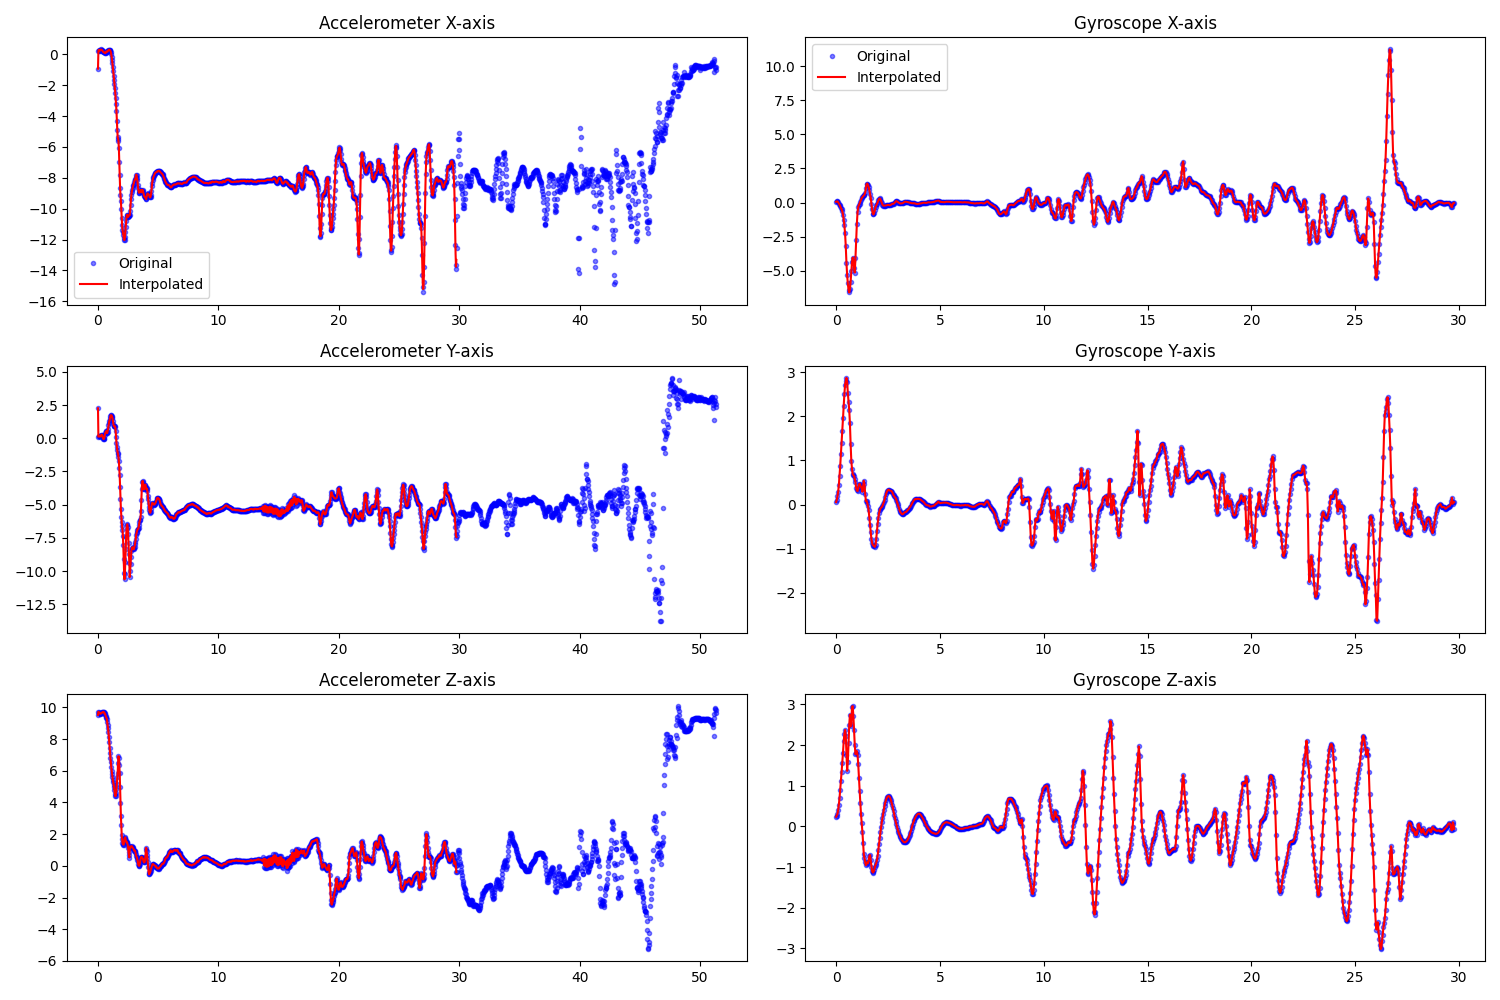 Accelerometer X-axis
0
−2
−4
−6
−8
−10
−12
−14
−16
Original
Interpolated
0 10 20 30 40 50
Gyroscope X-axis
Original
Interpolated
10.0
7.5
5.0
2.5
0.0
−2.5
−5.0
0 5 10 15 20 25 30
Accelerometer Y-axis
5.0
2.5
0.0
−2.5
−5.0
−7.5
−10.0
−12.5
0 10 20 30 40 50
Gyroscope Y-axis
3
2
1
0
−1
−2
0 5 10 15 20 25 30
Accelerometer Z-axis
10
8
6
4
2
0
−2
−4
−6
0 10 20 30 40 50
Gyroscope Z-axis
3
2
1
0
−1
−2
−3
0 5 10 15 20 25 30